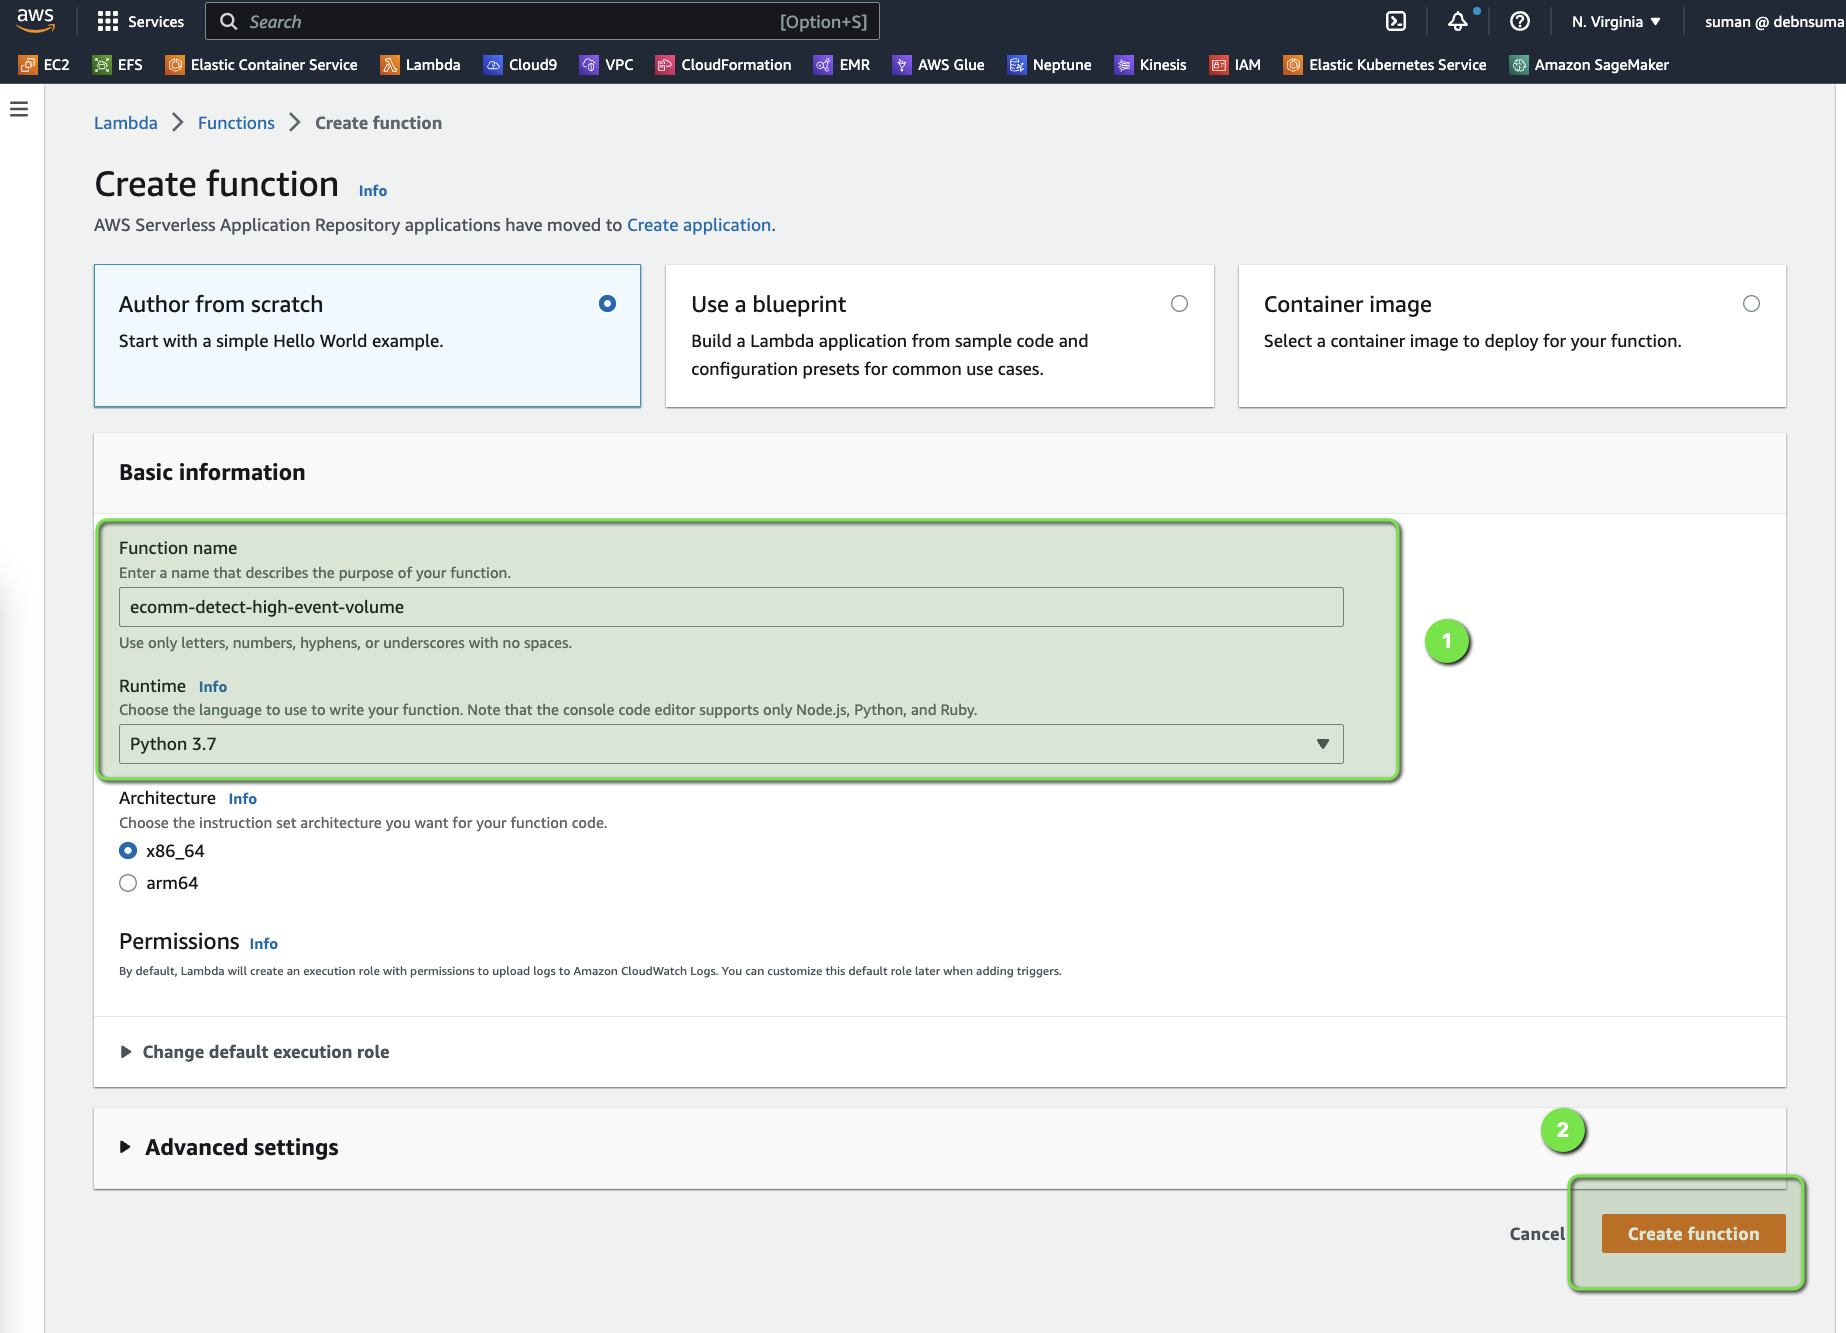 aws Services Search [Option+S] N. Virginia ▼ suman @ debnsuma
EC2 EFS Elastic Container Service Lambda Cloud9 VPC CloudFormation EMR AWS Glue Neptune Kinesis IAM Elastic Kubernetes Service Amazon SageMaker
Lambda > Functions > Create function
Create function Info
AWS Serverless Application Repository applications have moved to Create application.
Author from scratch
Start with a simple Hello World example.
Use a blueprint
Build a Lambda application from sample code and
configuration presets for common use cases.
Container image
Select a container image to deploy for your function.
Basic information
Function name
Enter a name that describes the purpose of your function.
ecomm-detect-high-event-volume
Use only letters, numbers, hyphens, or underscores with no spaces.
1
Runtime Info
Choose the language to use to write your function. Note that the console code editor supports only Node.js, Python, and Ruby.
Python 3.7
Architecture Info
Choose the instruction set architecture you want for your function code.
x86_64
arm64
Permissions Info
By default, Lambda will create an execution role with permissions to upload logs to Amazon CloudWatch Logs. You can customize this default role later when adding triggers.
Change default execution role
Advanced settings
2
Cancel Create function